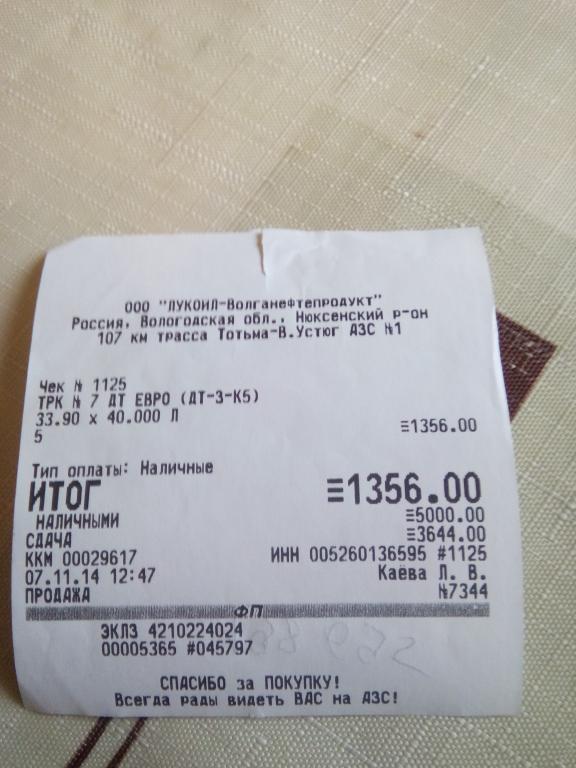 ООО "ЛУКОИЛ-Волганефтепродукт"
Россия, Вологодская обл., Нюксенский р-он
107 км трасса Тотьма-В.Устюг АЗС №1
Чек № 1125
ТРК № 7 ДТ ЕВРО (ДТ-З-К5)
33.90 х 40.000 Л
5 ≡1356.00
Тип оплаты: Наличные
ИТОГ ≡1356.00
НАЛИЧНЫМИ ≡5000.00
СДАЧА ≡3644.00
ККМ 00029617 ИНН 005260136595 #1125
07.11.14 12:47 Каёва Л. В.
ПРОДАЖА №7344
ФП
ЭКЛЗ 4210224024
00005365 #045797
СПАСИБО за ПОКУПКУ!
Всегда рады видеть ВАС на АЗС!